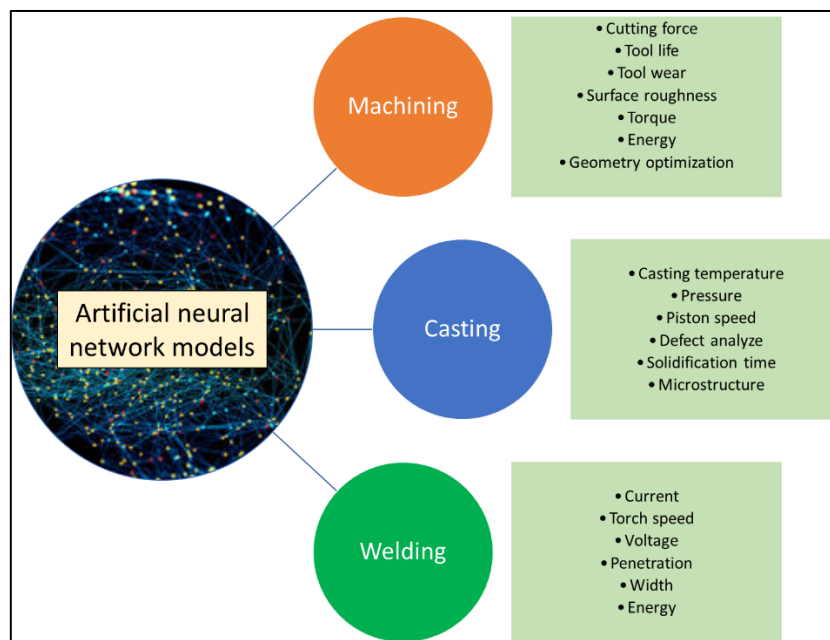 Artificial neural
network models
Machining
• Cutting force
• Tool life
• Tool wear
• Surface roughness
• Torque
• Energy
• Geometry optimization
Casting
• Casting temperature
• Pressure
• Piston speed
• Defect analyze
• Solidification time
• Microstructure
Welding
• Current
• Torch speed
• Voltage
• Penetration
• Width
• Energy